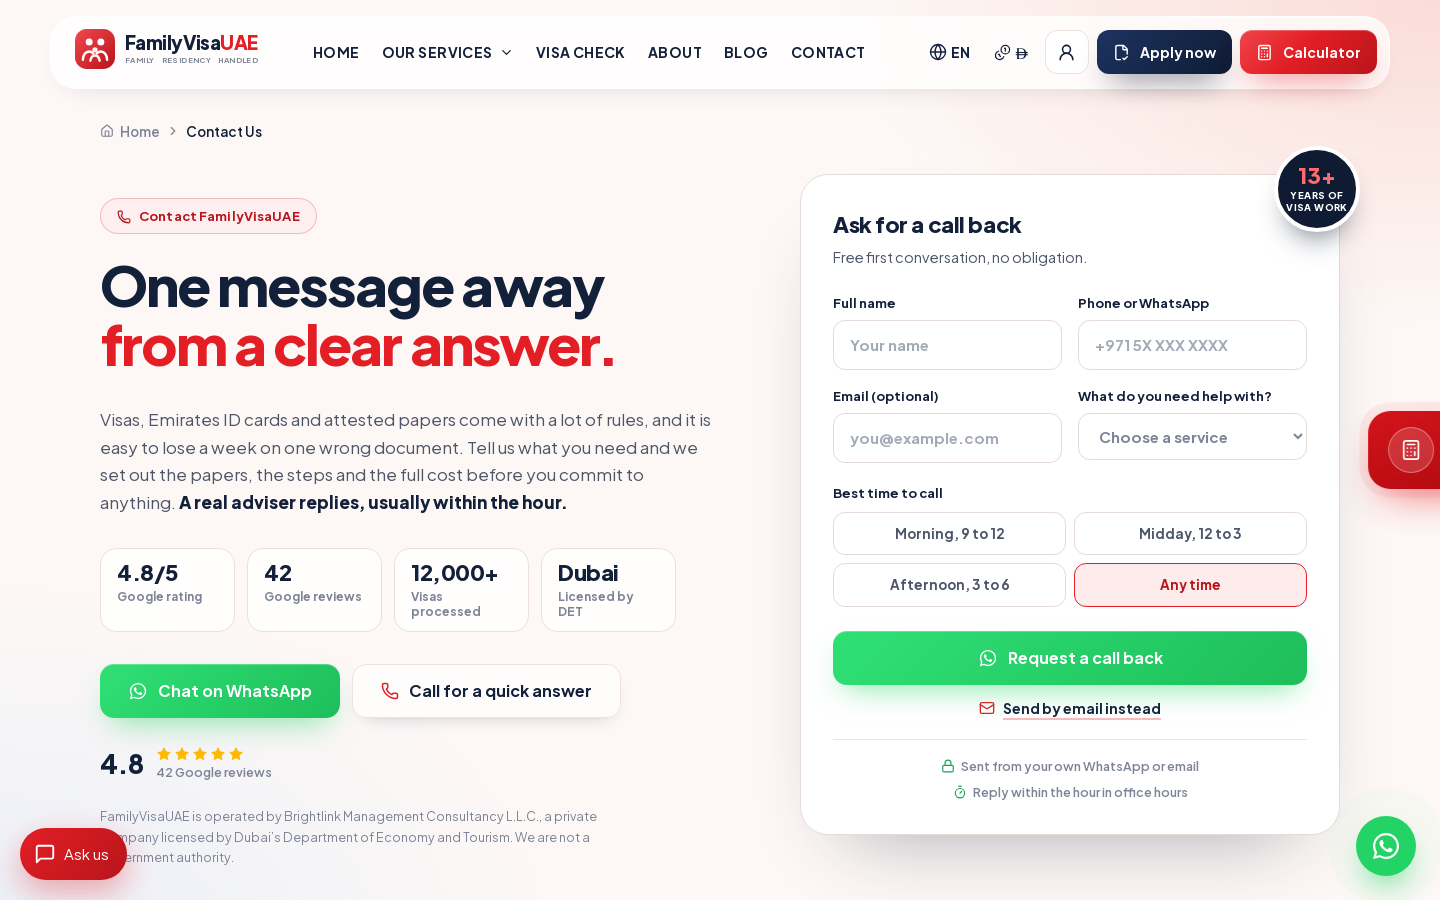 FamilyVisaUAE
FAMILY RESIDENCY HANDLED
HOME
OUR SERVICES
VISA CHECK
ABOUT
BLOG
CONTACT
EN
Apply now
Calculator
Home
Contact Us
Contact FamilyVisaUAE
One message away
from a clear answer.
Visas, Emirates ID cards and attested papers come with a lot of rules, and it is
easy to lose a week on one wrong document. Tell us what you need and we
set out the papers, the steps and the full cost before you commit to
anything. A real adviser replies, usually within the hour.
4.8/5
Google rating
42
Google reviews
12,000+
Visas
processed
Dubai
Licensed by
DET
Chat on WhatsApp
Call for a quick answer
4.8
42 Google reviews
FamilyVisaUAE is operated by Brightlink Management Consultancy L.L.C., a private
company licensed by Dubai's Department of Economy and Tourism. We are not a
government authority.
Ask us
13+
YEARS OF
VISA WORK
Ask for a call back
Free first conversation, no obligation.
Full name
Your name
Phone or WhatsApp
+971 5X XXX XXXX
Email (optional)
you@example.com
What do you need help with?
Choose a service
Best time to call
Morning, 9 to 12
Midday, 12 to 3
Afternoon, 3 to 6
Any time
Request a call back
Send by email instead
Sent from your own WhatsApp or email
Reply within the hour in office hours